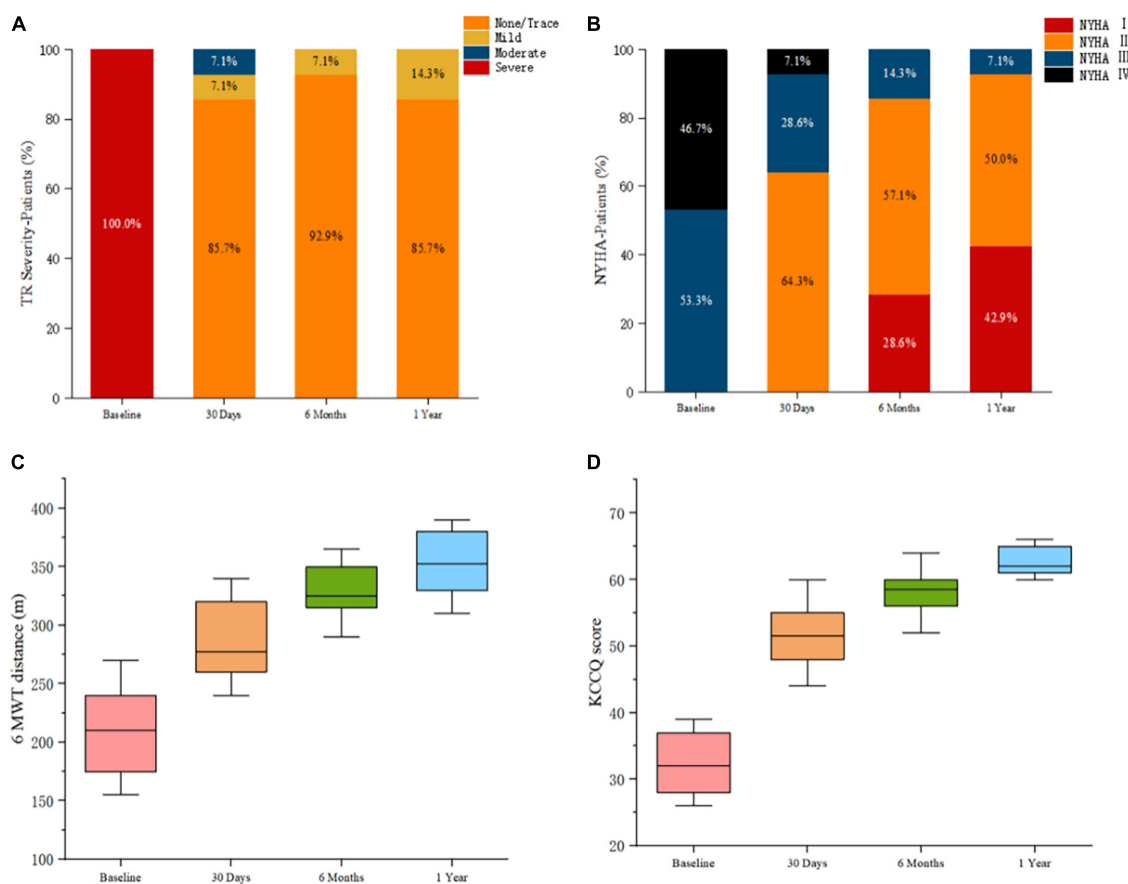 A
None/Trace
Mild
Moderate
Severe
TR Severity-Patients (%)
100
80
60
40
20
0
100.0%
7.1%
7.1%
85.7%
7.1%
92.9%
14.3%
85.7%
Baseline
30 Days
6 Months
1 Year
B
NYHA I
NYHA II
NYHA III
NYHA IV
NYHA-Patients (%)
100
80
60
40
20
0
46.7%
53.3%
7.1%
28.6%
64.3%
14.3%
57.1%
28.6%
7.1%
50.0%
42.9%
Baseline
30 Days
6 Months
1 Year
C
6 MWT distance (m)
400
350
300
250
200
150
100
Baseline
30 Days
6 Months
1 Year
D
KCCQ score
70
60
50
40
30
20
Baseline
30 Days
6 Months
1 Year